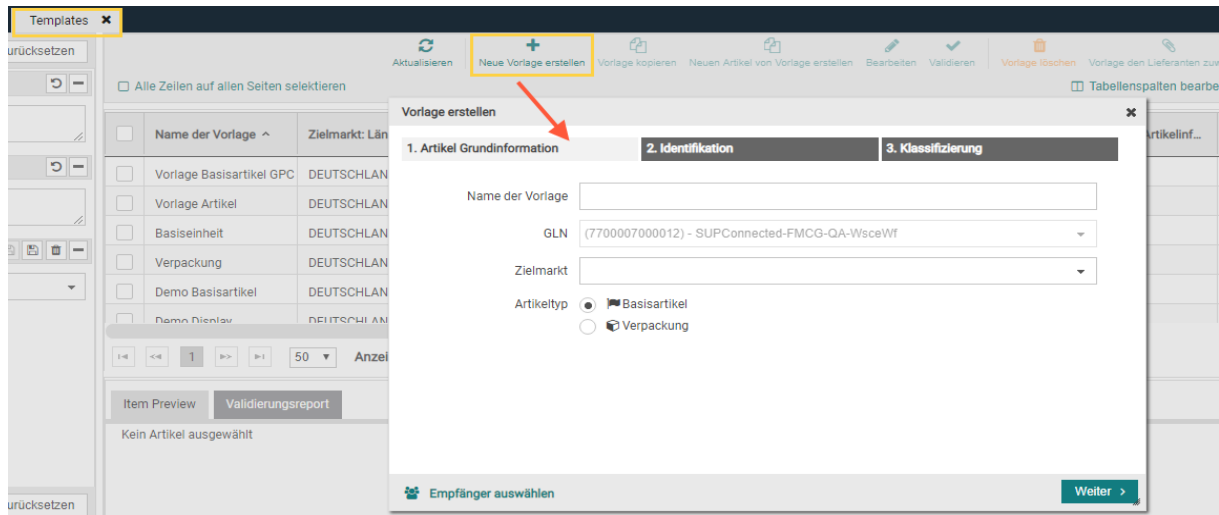 Templates ✖
urücksetzen
Aktualisieren
Neue Vorlage erstellen
Vorlage kopieren
Neuen Artikel von Vorlage erstellen
Bearbeiten
Validieren
Vorlage löschen
Vorlage den Lieferanten zuw
Alle Zeilen auf allen Seiten selektieren
Tabellenspalten bearbe
Name der Vorlage
Zielmarkt: Län
Artikelinf...
Vorlage Basisartikel GPC DEUTSCHLAN
Vorlage Artikel DEUTSCHLAN
Basiseinheit DEUTSCHLAN
Verpackung DEUTSCHLAN
Demo Basisartikel DEUTSCHLAN
Demo Display DEUTSCHLAN
1
50
Anzei
Item Preview
Validierungsreport
Kein Artikel ausgewählt
urücksetzen
Vorlage erstellen
1. Artikel Grundinformation
2. Identifikation
3. Klassifizierung
Name der Vorlage
GLN (7700007000012) - SUPConnected-FMCG-QA-WsceWf
Zielmarkt
Artikeltyp Basisartikel
Verpackung
Empfänger auswählen
Weiter >